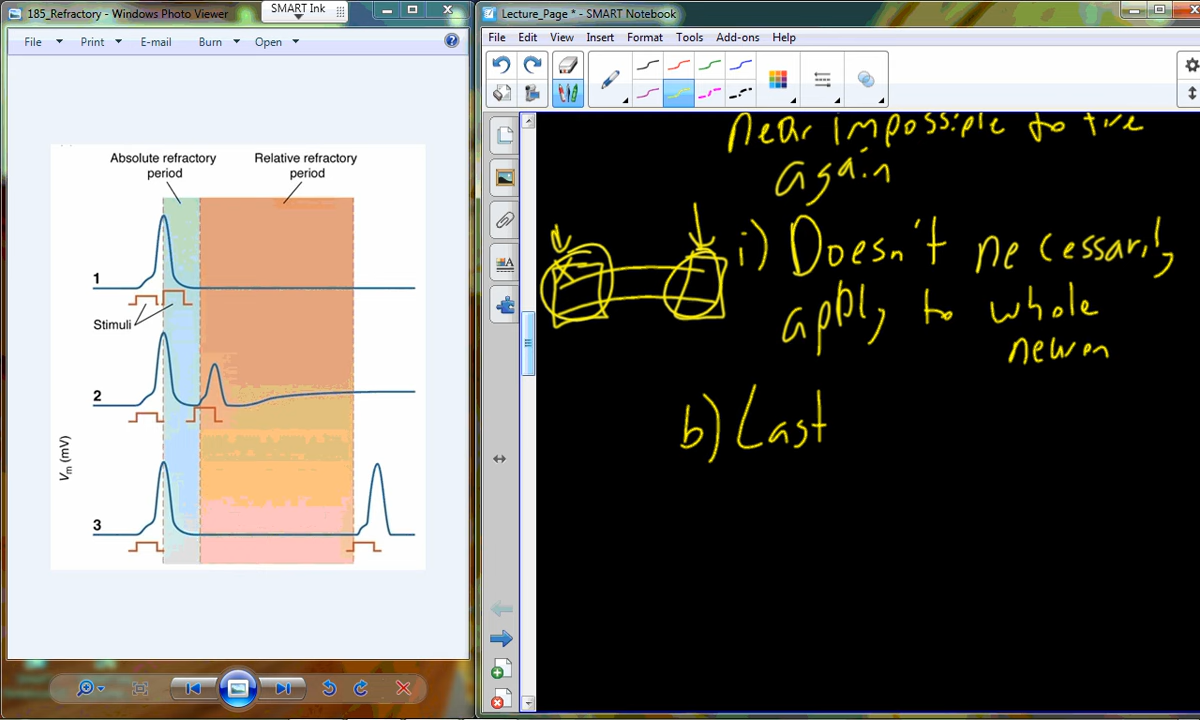 185_Refractory - Windows Photo Viewer
SMART Ink
File Print E-mail Burn Open
Absolute refractory period
Relative refractory period
1
Stimuli
2
Vm (mV)
3
Lecture_Page * - SMART Notebook
File Edit View Insert Format Tools Add-ons Help
near impossible to fire
again
i) Doesn't necessarily
apply to whole
neuron
b) Last